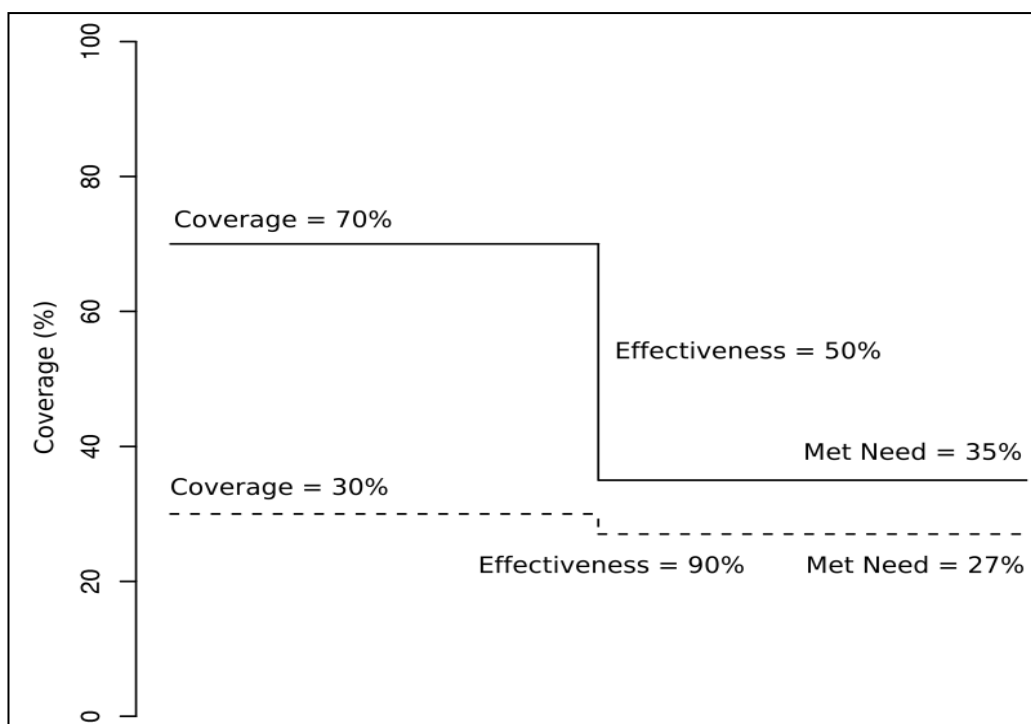 100
80
60
40
20
0
Coverage (%)
Coverage = 70%
Effectiveness = 50%
Met Need = 35%
Coverage = 30%
Effectiveness = 90%
Met Need = 27%